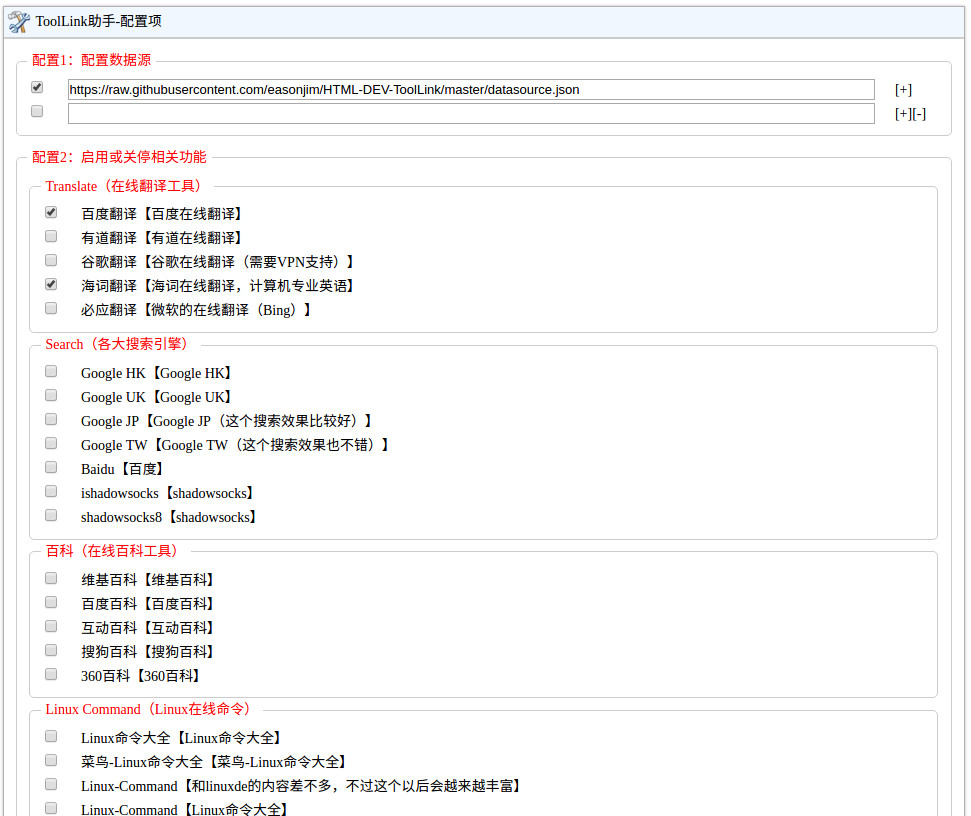 ToolLink助手-配置项
配置1：配置数据源
https://raw.githubusercontent.com/easonjim/HTML-DEV-ToolLink/master/datasource.json [+]
[+][-]
配置2：启用或关停相关功能
Translate（在线翻译工具）
百度翻译【百度在线翻译】
有道翻译【有道在线翻译】
谷歌翻译【谷歌在线翻译（需要VPN支持）】
海词翻译【海词在线翻译，计算机专业英语】
必应翻译【微软的在线翻译（Bing）】
Search（各大搜索引擎）
Google HK【Google HK】
Google UK【Google UK】
Google JP【Google JP（这个搜索效果比较好）】
Google TW【Google TW（这个搜索效果也不错）】
Baidu【百度】
ishadowsocks【shadowsocks】
shadowsocks8【shadowsocks】
百科（在线百科工具）
维基百科【维基百科】
百度百科【百度百科】
互动百科【互动百科】
搜狗百科【搜狗百科】
360百科【360百科】
Linux Command（Linux在线命令）
Linux命令大全【Linux命令大全】
菜鸟-Linux命令大全【菜鸟-Linux命令大全】
Linux-Command【和linuxde的内容差不多，不过这个以后会越来越丰富】
Linux-Command【Linux命令大全】